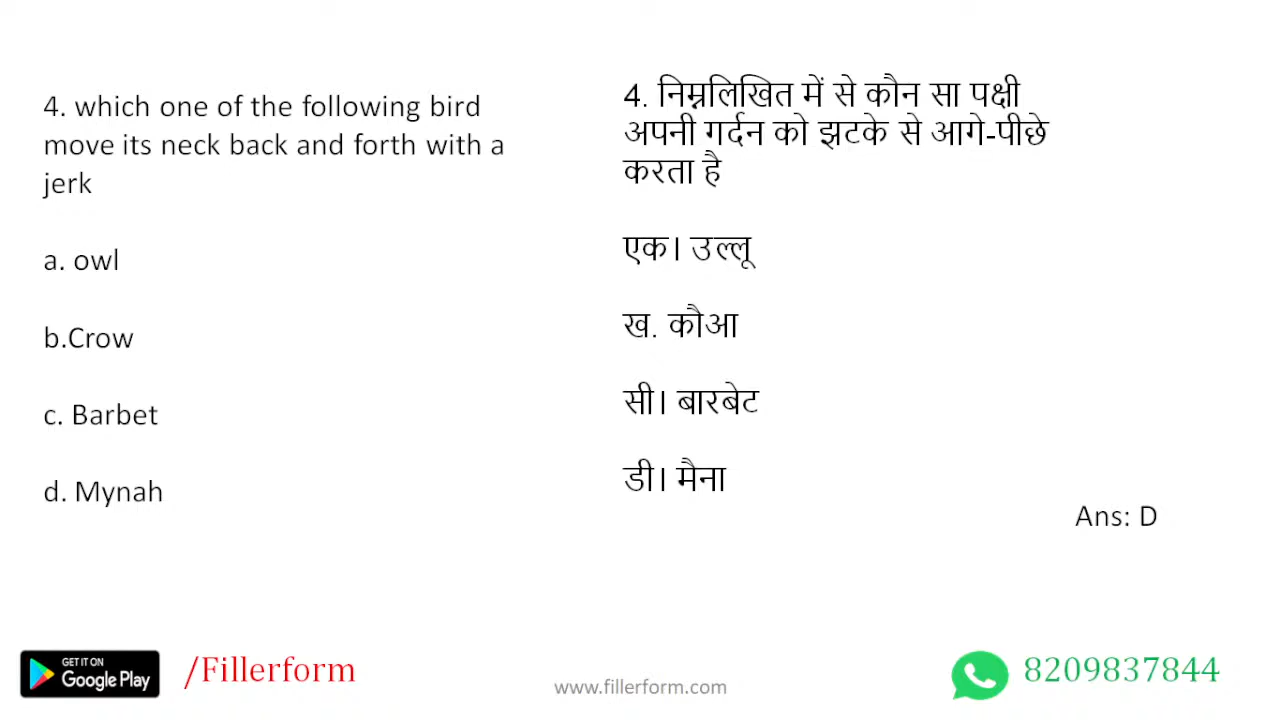 4. which one of the following bird
move its neck back and forth with a
jerk
a. owl
b.Crow
c. Barbet
d. Mynah
4. निम्नलिखित में से कौन सा पक्षी
अपनी गर्दन को झटके से आगे-पीछे
करता है
एक। उल्लू
ख. कौआ
सी। बारबेट
डी। मैना
Ans: D
GET IT ON
Google Play
/Fillerform
www.fillerform.com
8209837844